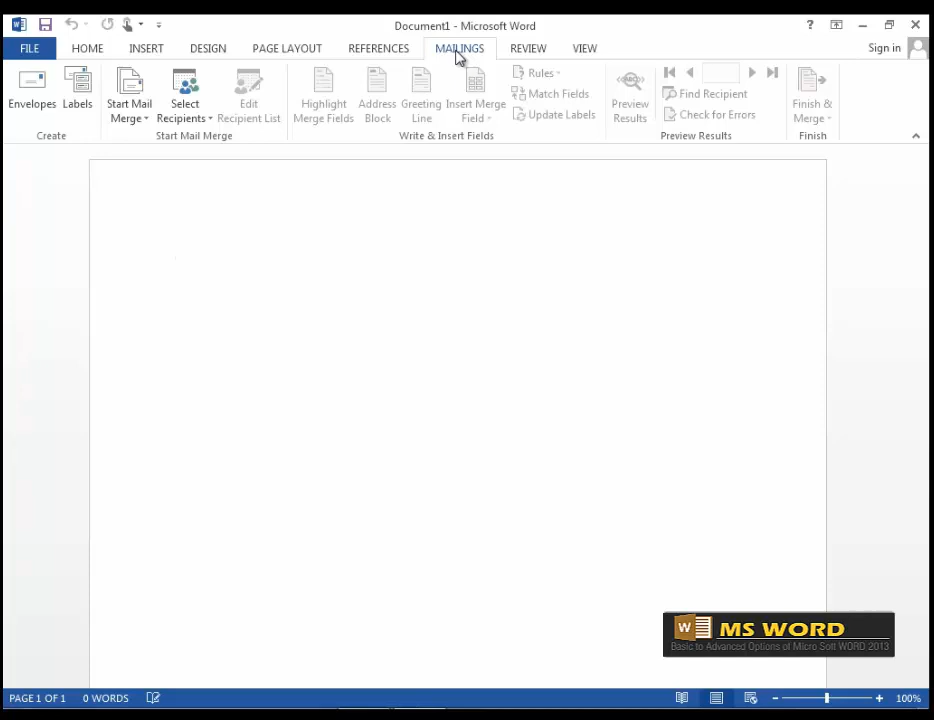 Document1 - Microsoft Word
FILE HOME INSERT DESIGN PAGE LAYOUT REFERENCES MAILINGS REVIEW VIEW Sign in
Envelopes
Labels
Create
Start Mail
Merge
Select
Recipients
Edit
Recipient List
Start Mail Merge
Highlight
Merge Fields
Address
Block
Greeting
Line
Insert Merge
Field
Rules
Match Fields
Update Labels
Write & Insert Fields
Preview
Results
Find Recipient
Check for Errors
Preview Results
Finish &
Merge
Finish
MS WORD
Basic to Advanced Options of Micro Soft WORD 2013
PAGE 1 OF 1 0 WORDS 100%